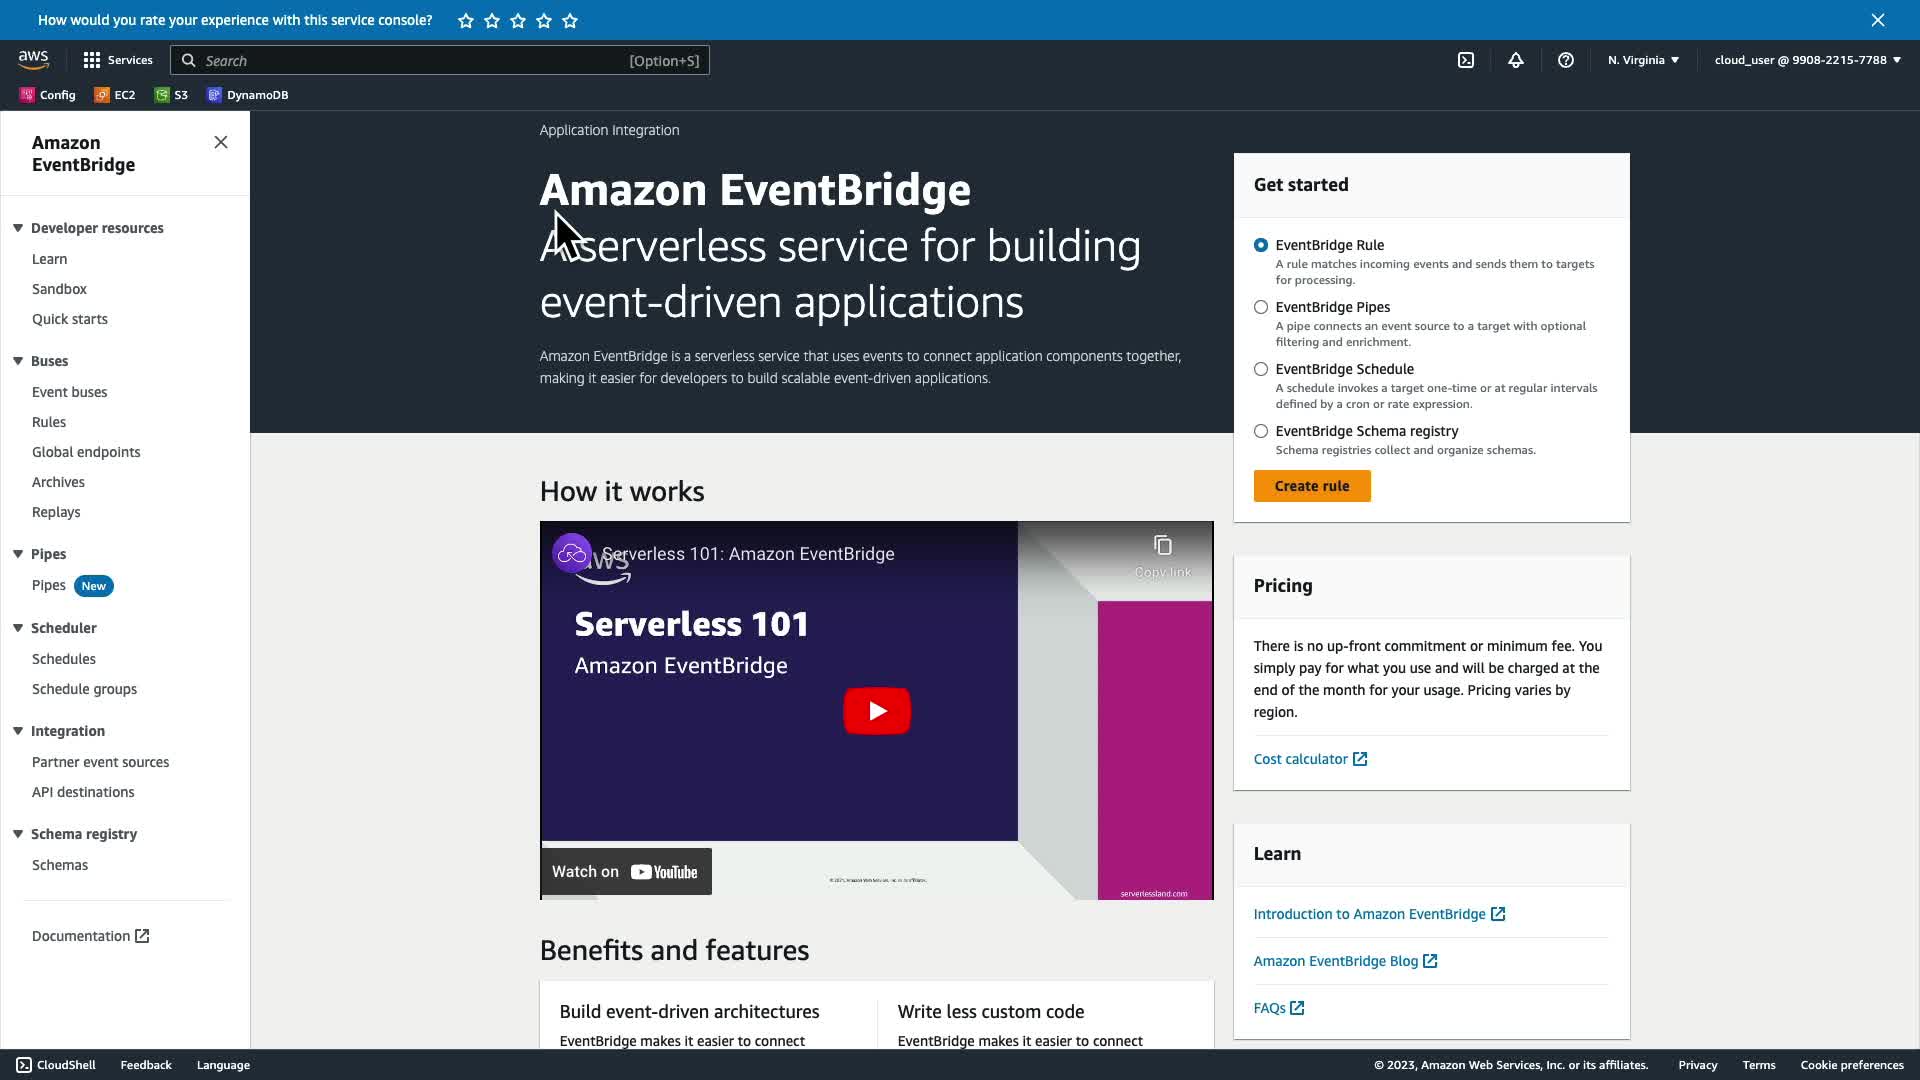 How would you rate your experience with this service console?
aws
Services
Search
[Option+S]
N. Virginia
cloud_user @ 9908-2215-7788
Config
EC2
S3
DynamoDB
Amazon
EventBridge
Developer resources
Learn
Sandbox
Quick starts
Buses
Event buses
Rules
Global endpoints
Archives
Replays
Pipes
Pipes New
Scheduler
Schedules
Schedule groups
Integration
Partner event sources
API destinations
Schema registry
Schemas
Documentation
Application Integration
Amazon EventBridge
A serverless service for building
event-driven applications
Amazon EventBridge is a serverless service that uses events to connect application components together,
making it easier for developers to build scalable event-driven applications.
Get started
EventBridge Rule
A rule matches incoming events and sends them to targets
for processing.
EventBridge Pipes
A pipe connects an event source to a target with optional
filtering and enrichment.
EventBridge Schedule
A schedule invokes a target one-time or at regular intervals
defined by a cron or rate expression.
EventBridge Schema registry
Schema registries collect and organize schemas.
Create rule
How it works
Serverless 101: Amazon EventBridge
Copy link
aws
Serverless 101
Amazon EventBridge
Watch on YouTube
© 2021, Amazon Web Services, Inc. or its affiliates.
serverlessland.com
Pricing
There is no up-front commitment or minimum fee. You
simply pay for what you use and will be charged at the
end of the month for your usage. Pricing varies by
region.
Cost calculator
Learn
Introduction to Amazon EventBridge
Amazon EventBridge Blog
FAQs
Benefits and features
Build event-driven architectures
EventBridge makes it easier to connect
Write less custom code
EventBridge makes it easier to connect
CloudShell
Feedback
Language
© 2023, Amazon Web Services, Inc. or its affiliates.
Privacy
Terms
Cookie preferences